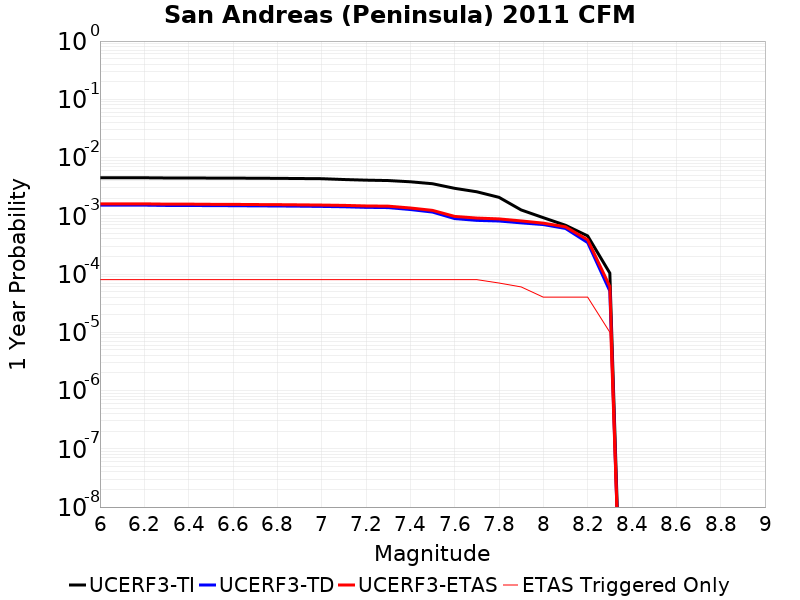 San Andreas (Peninsula) 2011 CFM
1 Year Probability
10^0
10^-1
10^-2
10^-3
10^-4
10^-5
10^-6
10^-7
10^-8
6 6.2 6.4 6.6 6.8 7 7.2 7.4 7.6 7.8 8 8.2 8.4 8.6 8.8 9
Magnitude
UCERF3-TI UCERF3-TD UCERF3-ETAS ETAS Triggered Only